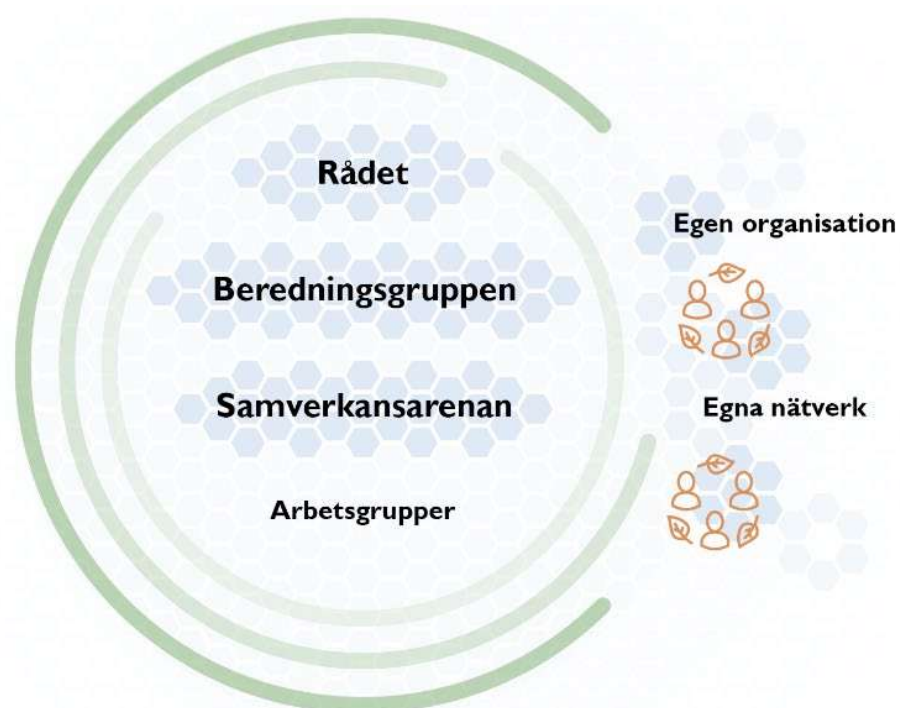 Rådet
Beredningsgruppen
Samverkansarenan
Arbetsgrupper
Egen organisation
Egna nätverk